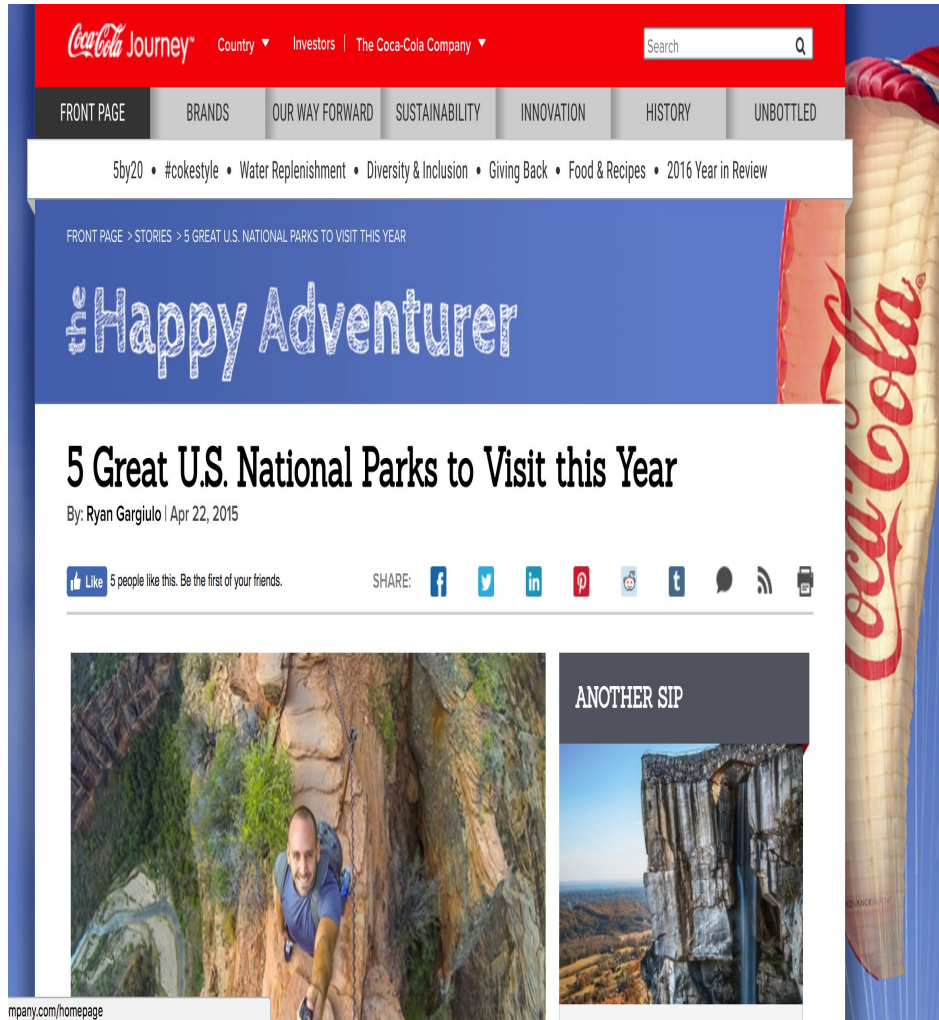 Coca-Cola Journey™ Country ▼ Investors | The Coca-Cola Company ▼ Search
FRONT PAGE BRANDS OUR WAY FORWARD SUSTAINABILITY INNOVATION HISTORY UNBOTTLED
5by20 • #cokestyle • Water Replenishment • Diversity & Inclusion • Giving Back • Food & Recipes • 2016 Year in Review
FRONT PAGE > STORIES > 5 GREAT U.S. NATIONAL PARKS TO VISIT THIS YEAR
the Happy Adventurer
Coca-Cola®
5 Great U.S. National Parks to Visit this Year
By: Ryan Gargiulo | Apr 22, 2015
Like 5 people like this. Be the first of your friends. SHARE:
ANOTHER SIP
mpany.com/homepage